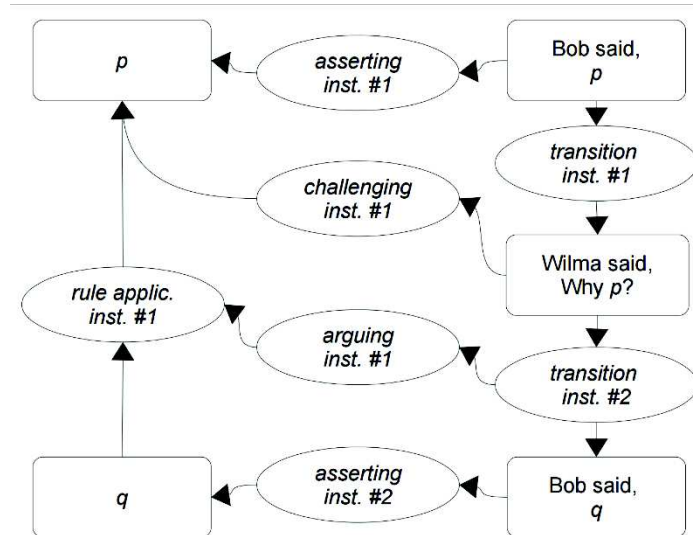 p
asserting
inst. #1
Bob said,
p
transition
inst. #1
challenging
inst. #1
Wilma said,
Why p?
rule applic.
inst. #1
arguing
inst. #1
transition
inst. #2
q
asserting
inst. #2
Bob said,
q